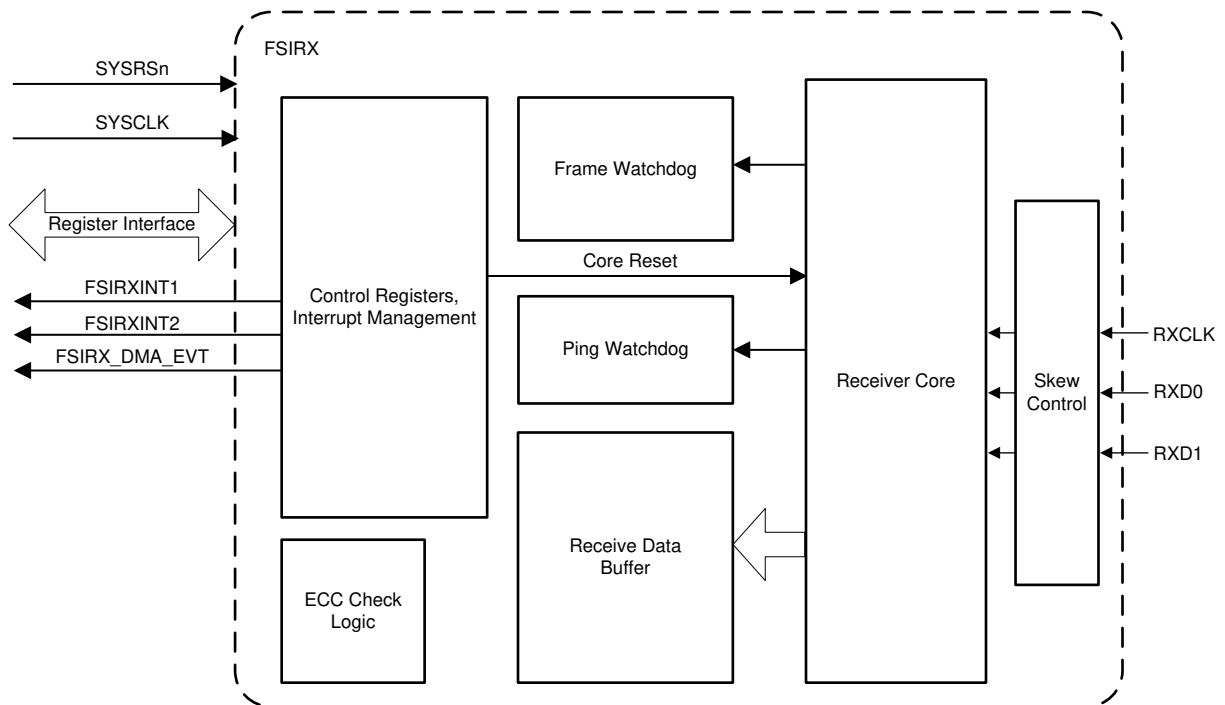 FSIRX
SYSRSn
SYSCLK
Register Interface
FSIRXINT1
FSIRXINT2
FSIRX_DMA_EVT
Control Registers,
Interrupt Management
ECC Check
Logic
Frame Watchdog
Core Reset
Ping Watchdog
Receive Data
Buffer
Receiver Core
Skew
Control
RXCLK
RXD0
RXD1